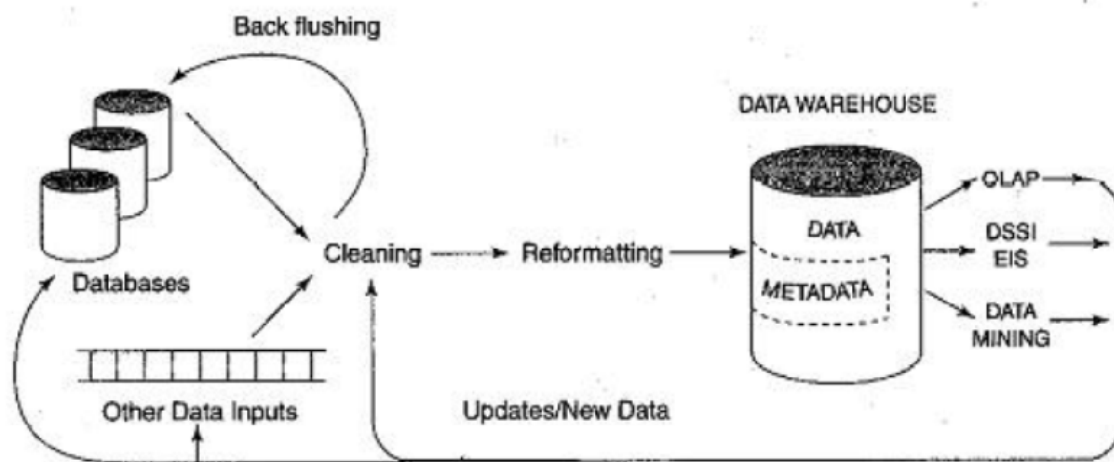 Back flushing
DATA WAREHOUSE
OLAP
DATA
DSSI
EIS
Cleaning
Reformatting
Databases
METADATA
DATA
MINING
Other Data Inputs
Updates/New Data